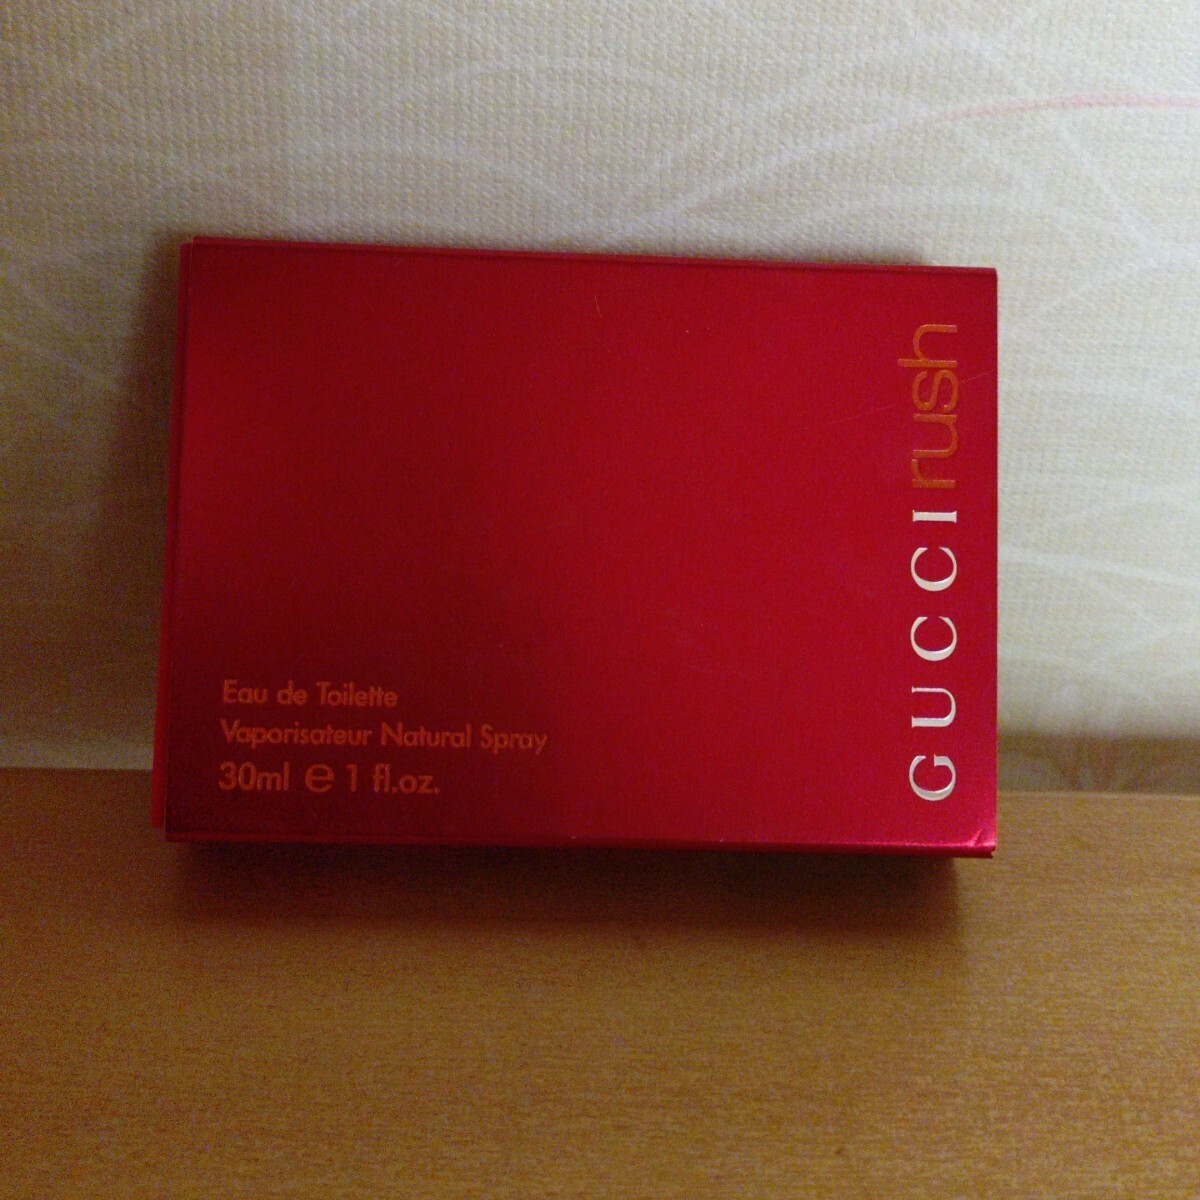 GUCCI rush
Eau de Toilette
Vaporisateur Natural Spray
30ml ℮ 1 fl.oz.